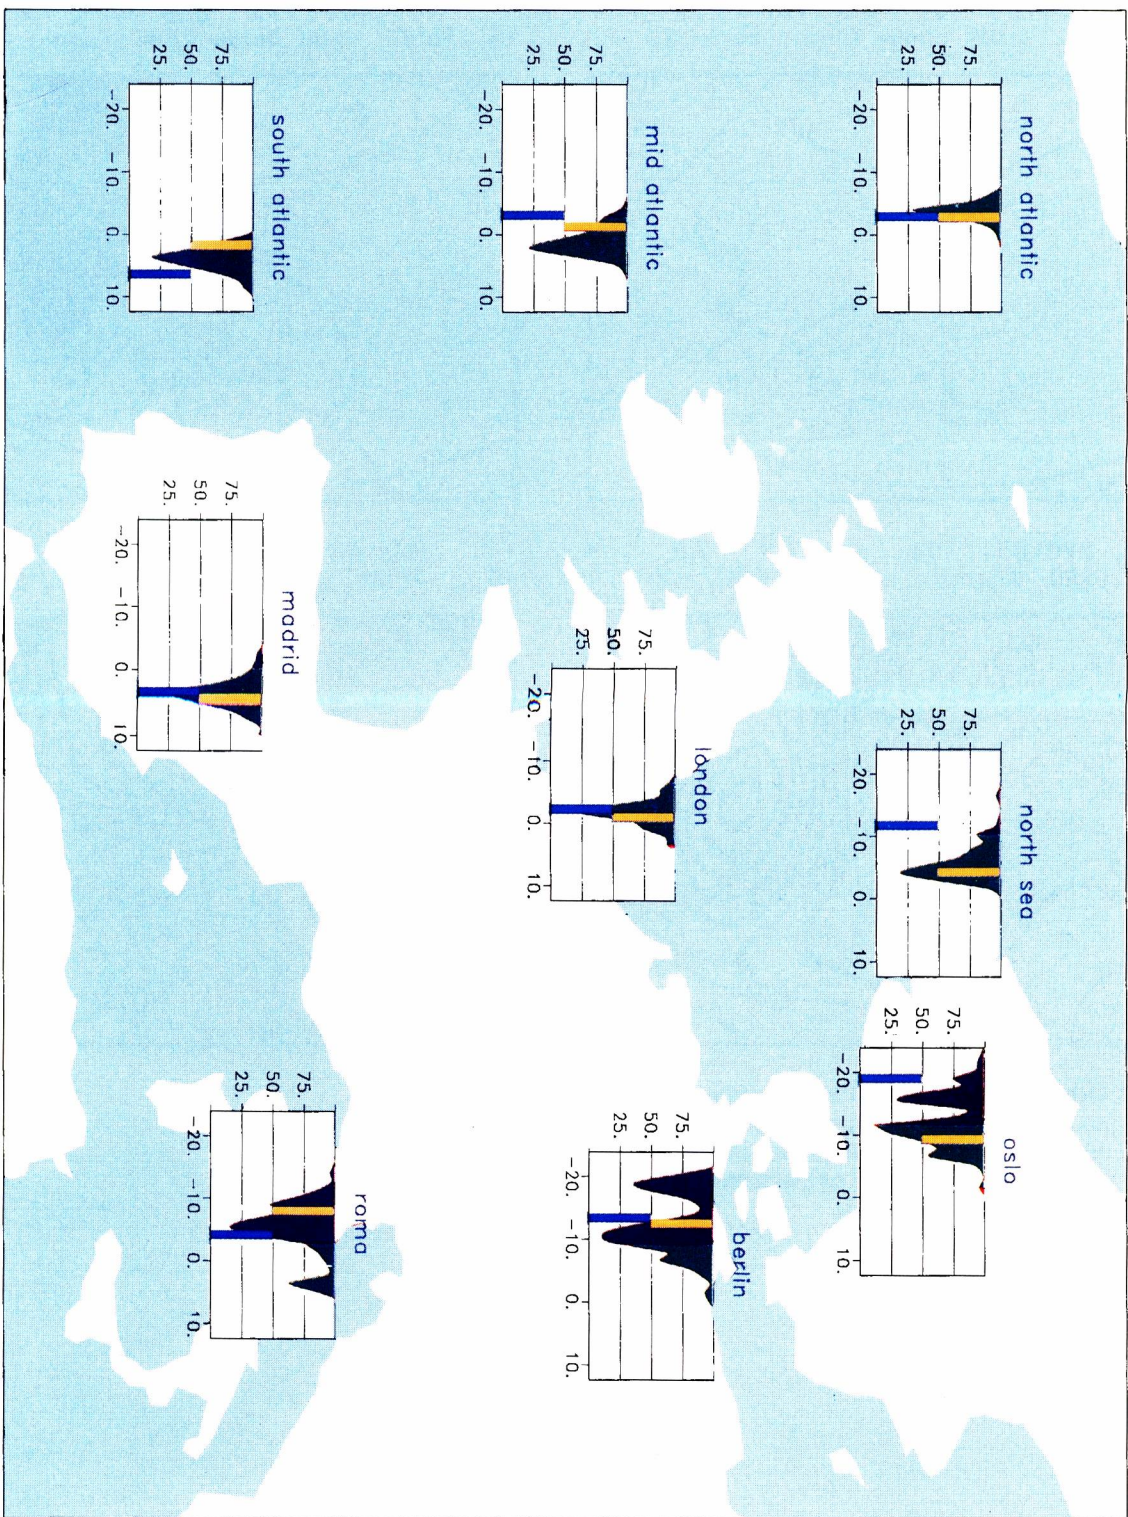 north atlantic
75.
50.
25.
-20. -10. 0. 10.
north sea
75.
50.
25.
-20. -10. 0. 10.
oslo
75.
50.
25.
-20. -10. 0. 10.
mid atlantic
75.
50.
25.
-20. -10. 0. 10.
london
75.
50.
25.
-20. -10. 0. 10.
berlin
75.
50.
25.
-20. -10. 0. 10.
south atlantic
75.
50.
25.
-20. -10. 0. 10.
madrid
75.
50.
25.
-20. -10. 0. 10.
roma
75.
50.
25.
-20. -10. 0. 10.